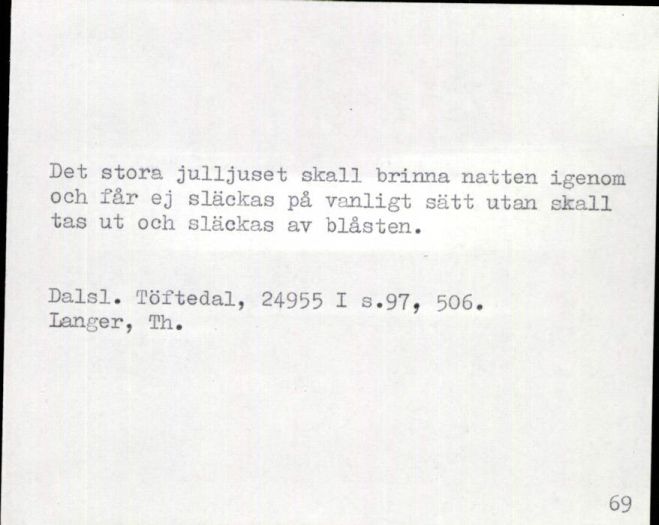 Det stora julljuset skall brinna natten igenom
och får ej släckas på vanligt sätt utan skall
tas ut och släckas av blåsten.
Dalsl. Töftedal, 24955 I s.97, 506.
Langer, Th.
69